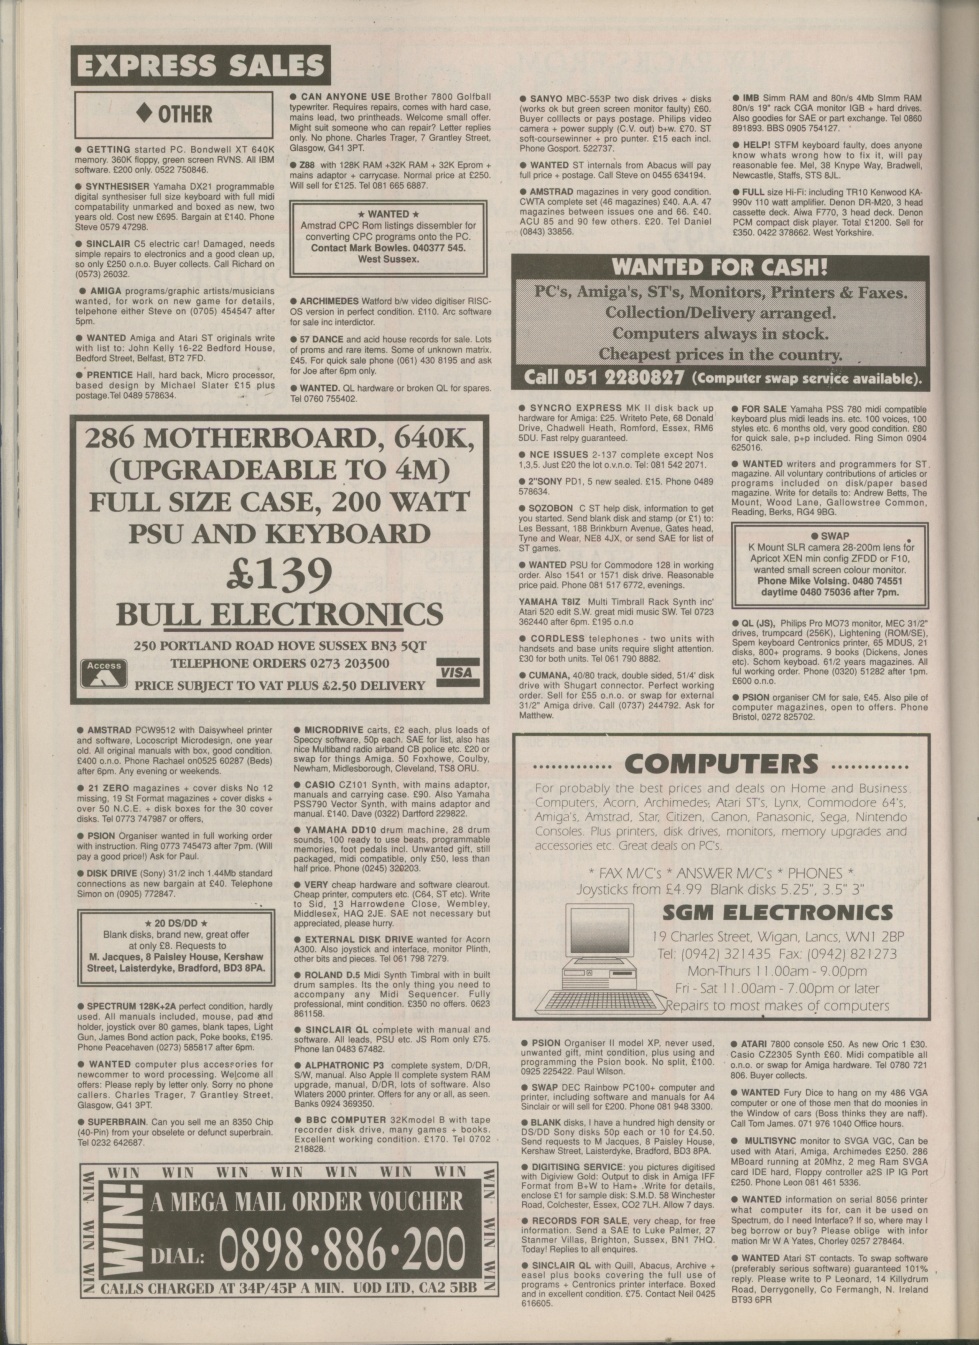 EXPRESS SALES
◆ OTHER
● GETTING started PC. Bondwell XT 640K
memory. 360K floppy, green screen RVNS. All IBM
software. £200 only. 0522 750846.
● SYNTHESISER Yamaha DX21 programmable
digital synthesiser full size keyboard with full midi
compatability unmarked and boxed as new, two
years old. Cost new £695. Bargain at £140. Phone
Steve 0579 47298.
● SINCLAIR C5 electric car! Damaged, needs
simple repairs to electronics and a good clean up,
so only £250 o.n.o. Buyer collects. Call Richard on
(0573) 26032.
● AMIGA programs/graphic artists/musicians
wanted, for work on new game for details,
telpehone either Steve on (0705) 454547 after
5pm.
● WANTED Amiga and Atari ST originals write
with list to: John Kelly 16-22 Bedford House,
Bedford Street, Belfast, BT2 7FD.
● PRENTICE Hall, hard back, Micro processor,
based design by Michael Slater £15 plus
postage.Tel 0489 578634.
● CAN ANYONE USE Brother 7800 Golfball
typewriter. Requires repairs, comes with hard case,
mains lead, two printheads. Welcome small offer.
Might suit someone who can repair? Letter replies
only. No phone. Charles Trager, 7 Grantley Street,
Glasgow, G41 3PT.
● Z88 with 128K RAM +32K RAM + 32K Eprom +
mains adaptor + carrycase. Normal price at £250.
Will sell for £125. Tel 081 665 6887.
★ WANTED ★
Amstrad CPC Rom listings dissembler for
converting CPC programs onto the PC.
Contact Mark Bowles. 040377 545.
West Sussex.
● ARCHIMEDES Watford b/w video digitiser RISC-
OS version in perfect condition. £110. Arc software
for sale inc interdictor.
● 57 DANCE and acid house records for sale. Lots
of proms and rare items. Some of unknown matrix.
£45. For quick sale phone (061) 430 8195 and ask
for Joe after 6pm only.
● WANTED. QL hardware or broken QL for spares.
Tel 0760 755402.
286 MOTHERBOARD, 640K,
(UPGRADEABLE TO 4M)
FULL SIZE CASE, 200 WATT
PSU AND KEYBOARD
£139
BULL ELECTRONICS
250 PORTLAND ROAD HOVE SUSSEX BN3 5QT
TELEPHONE ORDERS 0273 203500
PRICE SUBJECT TO VAT PLUS £2.50 DELIVERY
Access
VISA
● AMSTRAD PCW9512 with Daisywheel printer
and software, Locoscript Microdesign, one year
old. All original manuals with box, good condition.
£400 o.n.o. Phone Rachael on0525 60287 (Beds)
after 6pm. Any evening or weekends.
● 21 ZERO magazines + cover disks No 12
missing, 19 St Format magazines + cover disks +
over 50 N.C.E. + disk boxes for the 30 cover
disks. Tel 0773 747987 or offers,
● PSION Organiser wanted in full working order
with instruction. Ring 0773 745473 after 7pm. (Will
pay a good price!) Ask for Paul.
● DISK DRIVE (Sony) 31/2 inch 1.44Mb standard
connections as new bargain at £40. Telephone
Simon on (0905) 772847.
★ 20 DS/DD ★
Blank disks, brand new, great offer
at only £8. Requests to
M. Jacques, 8 Paisley House, Kershaw
Street, Laisterdyke, Bradford, BD3 8PA.
● SPECTRUM 128K+2A perfect condition, hardly
used. All manuals included, mouse, pad and
holder, joystick over 80 games, blank tapes, Light
Gun, James Bond action pack, Poke books, £195.
Phone Peacehaven (0273) 585817 after 6pm.
● WANTED computer plus accessories for
newcommer to word processing. Welcome all
offers: Please reply by letter only. Sorry no phone
callers. Charles Trager, 7 Grantley Street,
Glasgow, G41 3PT.
● SUPERBRAIN. Can you sell me an 8350 Chip
(40-Pin) from your obselete or defunct superbrain.
Tel 0232 642687.
● MICRODRIVE carts, £2 each, plus loads of
Speccy software, 50p each. SAE for list, also has
nice Multiband radio airband CB police etc. £20 or
swap for things Amiga. 50 Foxhowe, Coulby,
Newham, Midlesborough, Cleveland, TS8 ORU.
● CASIO CZ101 Synth, with mains adaptor,
manuals and carrying case. £90. Also Yamaha
PSS790 Vector Synth, with mains adaptor and
manual. £140. Dave (0322) Dartford 229822.
● YAMAHA DD10 drum machine, 28 drum
sounds, 100 ready to use beats, programmable
memories, foot pedals incl. Unwanted gift, still
packaged, midi compatible, only £50, less than
half price. Phone (0245) 320203.
● VERY cheap hardware and software clearout.
Cheap printer, computers etc. (C64, ST etc). Write
to Sid, 13 Harrowdene Close, Wembley,
Middlesex, HAQ 2JE. SAE not necessary but
appreciated, please hurry.
● EXTERNAL DISK DRIVE wanted for Acorn
A300. Also joystick and interface, monitor Plinth,
other bits and pieces. Tel 061 798 7279.
● ROLAND D.5 Midi Synth Timbral with in built
drum samples. Its the only thing you need to
accompany any Midi Sequencer. Fully
professional, mint condition. £350 no offers. 0623
861158.
● SINCLAIR QL complete with manual and
software. All leads, PSU etc. JS Rom only £75.
Phone Ian 0483 67482.
● ALPHATRONIC P3 complete system, D/DR,
S/W, manual. Also Apple II complete system RAM
upgrade, manual, D/DR, lots of software. Also
Wlaters 2000 printer. Offers for any or all, as seen.
Banks 0924 369350.
● BBC COMPUTER 32Kmodel B with tape
recorder disk drive, many games + books.
Excellent working condition. £170. Tel 0702
218828.
WIN WIN WIN WIN WIN WIN
WIN WIN WIN
WIN!
A MEGA MAIL ORDER VOUCHER
DIAL: 0898·886·200
WIN WIN WIN
CALLS CHARGED AT 34P/45P A MIN. UOD LTD, CA2 5BB
● SANYO MBC-553P two disk drives + disks
(works ok but green screen monitor faulty) £60.
Buyer colllects or pays postage. Philips video
camera + power supply (C.V. out) b+w. £70. ST
soft-coursewinner + pro punter. £15 each incl.
Phone Gosport. 522737.
● WANTED ST internals from Abacus will pay
full price + postage. Call Steve on 0455 634194.
● AMSTRAD magazines in very good condition.
CWTA complete set (46 magazines) £40. A.A. 47
magazines between issues one and 66. £40.
ACU 85 and 90 few others. £20. Tel Daniel
(0843) 33856.
● IMB Simm RAM and 80n/s 4Mb SImm RAM
80n/s 19" rack CGA monitor IGB + hard drives.
Also goodies for SAE or part exchange. Tel 0860
891893. BBS 0905 754127.
● HELP! STFM keyboard faulty, does anyone
know whats wrong how to fix it, will pay
reasonable fee. Mel, 38 Knype Way, Bradwell,
Newcastle, Staffs, ST5 8JL.
● FULL size Hi-Fi: including TR10 Kenwood KA-
990v 110 watt amplifier. Denon DR-M20, 3 head
cassette deck. Aiwa F770, 3 head deck. Denon
PCM compact disk player. Total £1200. Sell for
£350. 0422 378662. West Yorkshire.
WANTED FOR CASH!
PC's, Amiga's, ST's, Monitors, Printers & Faxes.
Collection/Delivery arranged.
Computers always in stock.
Cheapest prices in the country.
Call 051 2280827 (Computer swap service available).
● SYNCRO EXPRESS MK II disk back up
hardware for Amiga: £25. Writeto Pete, 68 Donald
Drive, Chadwell Heath, Romford, Essex, RM6
5DU. Fast relpy guaranteed.
● NCE ISSUES 2-137 complete except Nos
1,3,5. Just £20 the lot o.v.n.o. Tel: 081 542 2071.
● 2"SONY PD1, 5 new sealed. £15. Phone 0489
578634.
● SOZOBON C ST help disk, information to get
you started. Send blank disk and stamp (or £1) to:
Les Bessant, 188 Brinkburn Avenue, Gates head,
Tyne and Wear, NE8 4JX, or send SAE for list of
ST games.
● WANTED PSU for Commodore 128 in working
order. Also 1541 or 1571 disk drive. Reasonable
price paid. Phone 081 517 6772, evenings.
YAMAHA T8IZ Multi Timbrall Rack Synth inc'
Atari 520 edit S.W. great midi music SW. Tel 0723
362440 after 6pm. £195 o.n.o
● CORDLESS telephones - two units with
handsets and base units require slight attention.
£30 for both units. Tel 061 790 8882.
● CUMANA, 40/80 track, double sided, 51/4' disk
drive with Shugart connector. Perfect working
order. Sell for £55 o.n.o. or swap for external
31/2" Amiga drive. Call (0737) 244792. Ask for
Matthew.
● FOR SALE Yamaha PSS 780 midi compatible
keyboard plus midi leads ins. etc. 100 voices, 100
styles etc. 6 months old, very good condition. £80
for quick sale, p+p included. Ring Simon 0904
625016.
● WANTED writers and programmers for ST
magazine. All voluntary contributions of articles or
programs included on disk/paper based
magazine. Write for details to: Andrew Betts, The
Mount, Wood Lane, Gallowstree Common,
Reading, Berks, RG4 9BG.
● SWAP
K Mount SLR camera 28-200m lens for
Apricot XEN min config ZFDD or F10,
wanted small screen colour monitor.
Phone Mike Volsing. 0480 74551
daytime 0480 75036 after 7pm.
● QL (JS), Philips Pro MO73 monitor, MEC 31/2"
drives, trumpcard (256K), Lightening (ROM/SE),
Spem keyboard Centronics printer, 65 MDUS, 21
disks, 800+ programs. 9 books (Dickens, Jones
etc). Schom keyboad. 61/2 years magazines. All
ful working order. Phone (0320) 51282 after 1pm.
£600 o.n.o.
● PSION organiser CM for sale, £45. Also pile of
computer magazines, open to offers. Phone
Bristol, 0272 825702.
COMPUTERS
For probably the best prices and deals on Home and Business
Computers, Acorn, Archimedes, Atari ST's, Lynx, Commodore 64's,
Amiga's, Amstrad, Star, Citizen, Canon, Panasonic, Sega, Nintendo
Consoles. Plus printers, disk drives, monitors, memory upgrades and
accessories etc. Great deals on PC's.
* FAX M/C's * ANSWER M/C's * PHONES *
Joysticks from £4.99 Blank disks 5.25", 3.5" 3"
SGM ELECTRONICS
19 Charles Street, Wigan, Lancs, WN1 2BP
Tel: (0942) 321435 Fax: (0942) 821273
Mon-Thurs 11.00am - 9.00pm
Fri - Sat 11.00am - 7.00pm or later
Repairs to most makes of computers
● PSION Organiser II model XP, never used,
unwanted gift, mint condition, plus using and
programming the Psion book. No split, £100.
0925 225422. Paul Wilson.
● SWAP DEC Rainbow PC100+ computer and
printer, including software and manuals for A4
Sinclair or will sell for £200. Phone 081 948 3300.
● BLANK disks, I have a hundred high density or
DS/DD Sony disks 50p each or 10 for £4.50.
Send requests to M Jacques, 8 Paisley House,
Kershaw Street, Laisterdyke, Bradford, BD3 8PA.
● DIGITISING SERVICE: you pictures digitised
with Digiview Gold: Output to disk in Amiga IFF
Format from B+W to Ham+ .Write for details,
enclose £1 for sample disk: S.M.D. 58 Winchester
Road, Colchester, Essex, CO2 7LH. Allow 7 days.
● RECORDS FOR SALE, very cheap, for free
information. Send a SAE to Luke Palmer, 27
Stanmer Villas, Brighton, Sussex, BN1 7HQ.
Today! Replies to all enquires.
● SINCLAIR QL with Quill, Abacus, Archive +
easel plus books covering the full use of
programs + Centronics printer interface. Boxed
and in excellent condition. £75. Contact Neil 0425
616605.
● ATARI 7800 console £50. As new Oric 1 £30.
Casio CZ2305 Synth £60. Midi compatible all
o.n.o. or swap for Amiga hardware. Tel 0780 721
806. Buyer collects.
● WANTED Fury Dice to hang on my 486 VGA
computer or one of those men that do moonies in
the Window of cars (Boss thinks they are naff).
Call Tom James. 071 976 1040 Office hours.
● MULTISYNC monitor to SVGA VGC, Can be
used with Atari, Amiga, Archimedes £250. 286
MBoard running at 20Mhz, 2 meg Ram SVGA
card IDE hard, Floppy controller a2S IP IG Port
£250. Phone Leon 081 461 5336.
● WANTED information on serial 8056 printer
what computer its for, can it be used on
Spectrum, do I need Interface? If so, where may I
beg borrow or buy? Please oblige with infor
mation Mr W A Yates, Chorley 0257 278464.
● WANTED Atari ST contacts. To swap software
(preferably serious software) guaranteed 101%
reply. Please write to P Leonard, 14 Killydrum
Road, Derrygonelly, Co Fermangh, N. Ireland
BT93 6PR